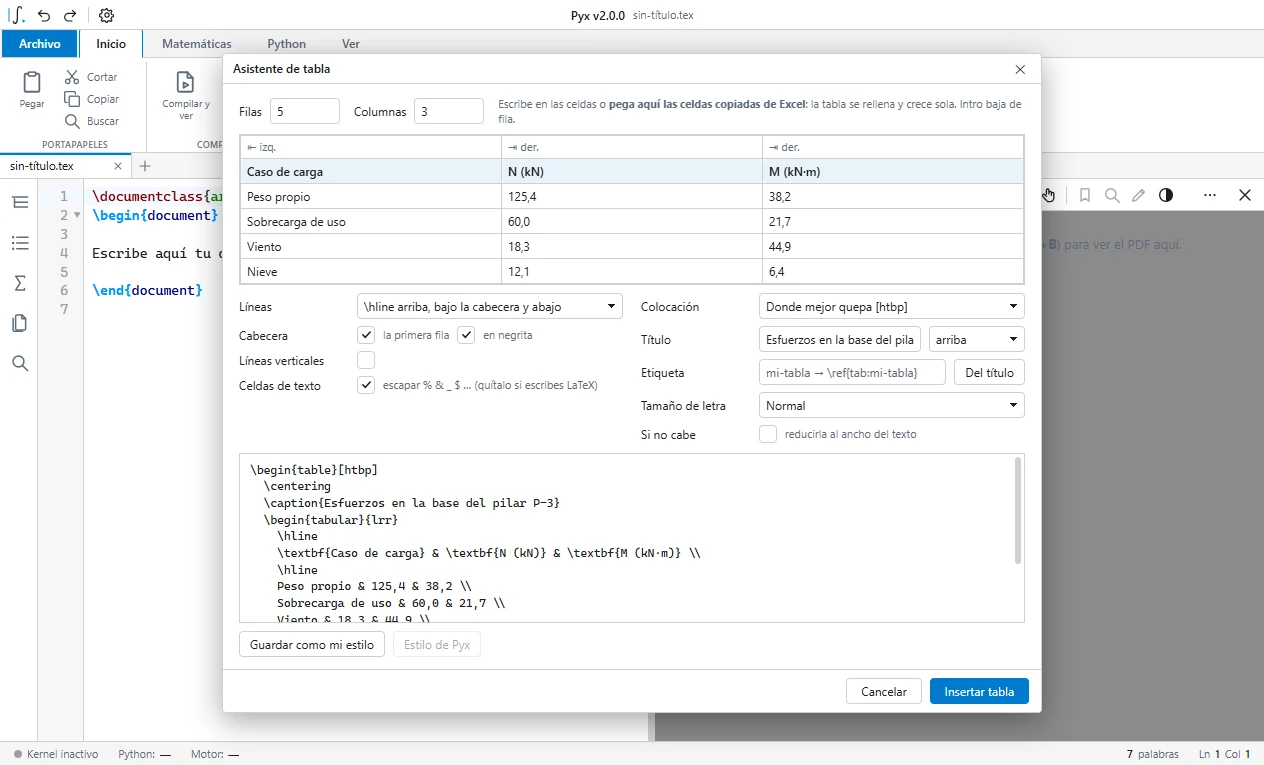 Pyx v2.0.0 sin-título.tex
Archivo Inicio Matemáticas Python Ver
Pegar
Cortar
Copiar
Buscar
PORTAPAPELES
Compilar y
ver
sin-título.tex
1 \documentclass{
2 \begin{document}
3
4 Escribe aquí tu
5
6 \end{document}
7
B) para ver el PDF aquí.
Asistente de tabla
Filas 5 Columnas 3
Escribe en las celdas o pega aquí las celdas copiadas de Excel: la tabla se rellena y crece sola. Intro baja de
fila.
⇤ izq. ⇥ der. ⇥ der.
Caso de carga N (kN) M (kN·m)
Peso propio 125,4 38,2
Sobrecarga de uso 60,0 21,7
Viento 18,3 44,9
Nieve 12,1 6,4
Líneas \hline arriba, bajo la cabecera y abajo
Cabecera la primera fila en negrita
Líneas verticales
Celdas de texto escapar % & _ $ ... (quítalo si escribes LaTeX)
Colocación Donde mejor quepa [htbp]
Título Esfuerzos en la base del pila arriba
Etiqueta mi-tabla → \ref{tab:mi-tabla} Del título
Tamaño de letra Normal
Si no cabe reducirla al ancho del texto
\begin{table}[htbp]
\centering
\caption{Esfuerzos en la base del pilar P-3}
\begin{tabular}{lrr}
\hline
\textbf{Caso de carga} & \textbf{N (kN)} & \textbf{M (kN·m)} \\
\hline
Peso propio & 125,4 & 38,2 \\
Sobrecarga de uso & 60,0 & 21,7 \\
Viento & 18,3 & 44,9 \\
Guardar como mi estilo Estilo de Pyx
Cancelar Insertar tabla
Kernel inactivo Python: — Motor: —
7 palabras Ln 1 Col 1